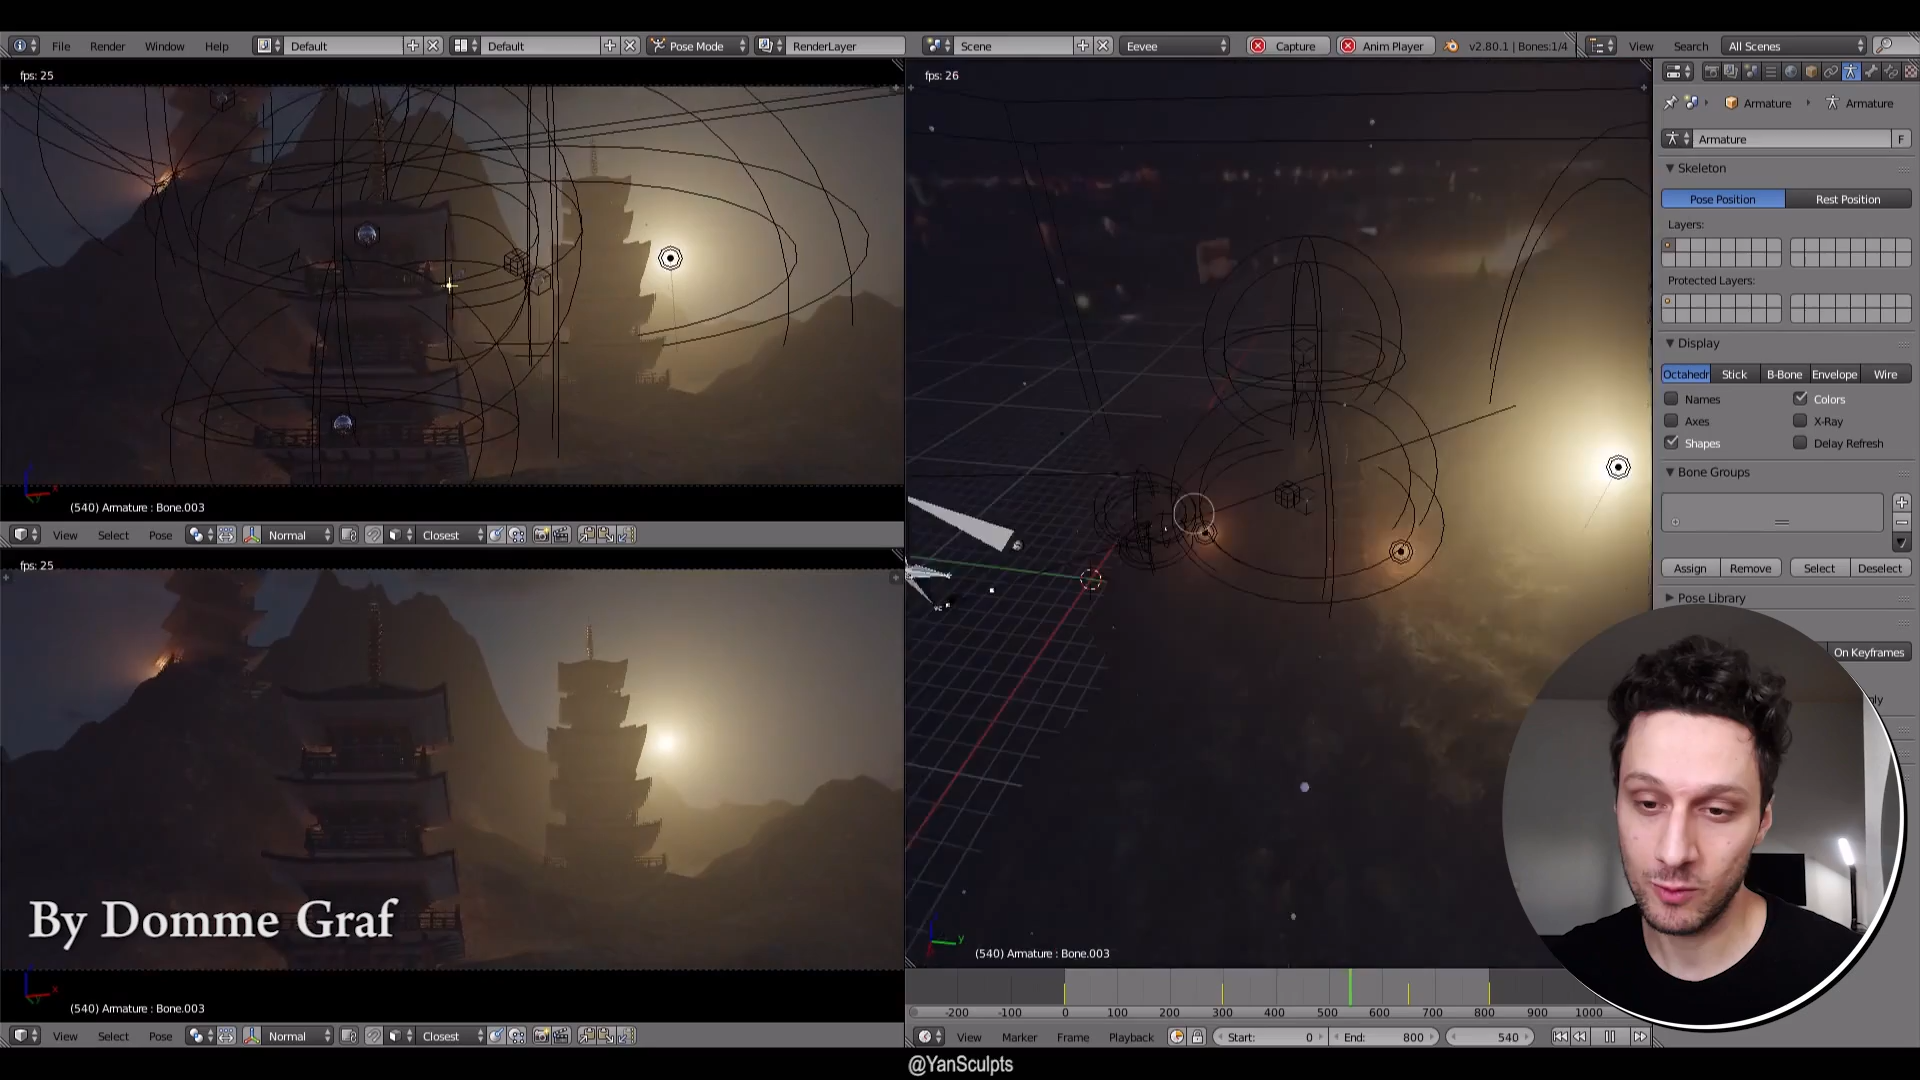 File Render Window Help Default Default Pose Mode RenderLayer Scene Eevee Capture Anim Player v2.80.1 | Bones:1/4 View Search All Scenes
fps: 25
fps: 26
Armature Armature
Armature F
Skeleton
Pose Position Rest Position
Layers:
Protected Layers:
Display
Octahedr Stick B-Bone Envelope Wire
Names Colors
Axes X-Ray
Shapes Delay Refresh
Bone Groups
Assign Remove Select Deselect
Pose Library
On Keyframes
(540) Armature : Bone.003
View Select Pose Normal Closest
fps: 25
By Domme Graf
(540) Armature : Bone.003
(540) Armature : Bone.003
-200 -100 0 100 200 300 400 500 600 700 800 900 1000
View Select Pose Normal Closest
View Marker Frame Playback Start: 0 End: 800 540
@YanSculpts